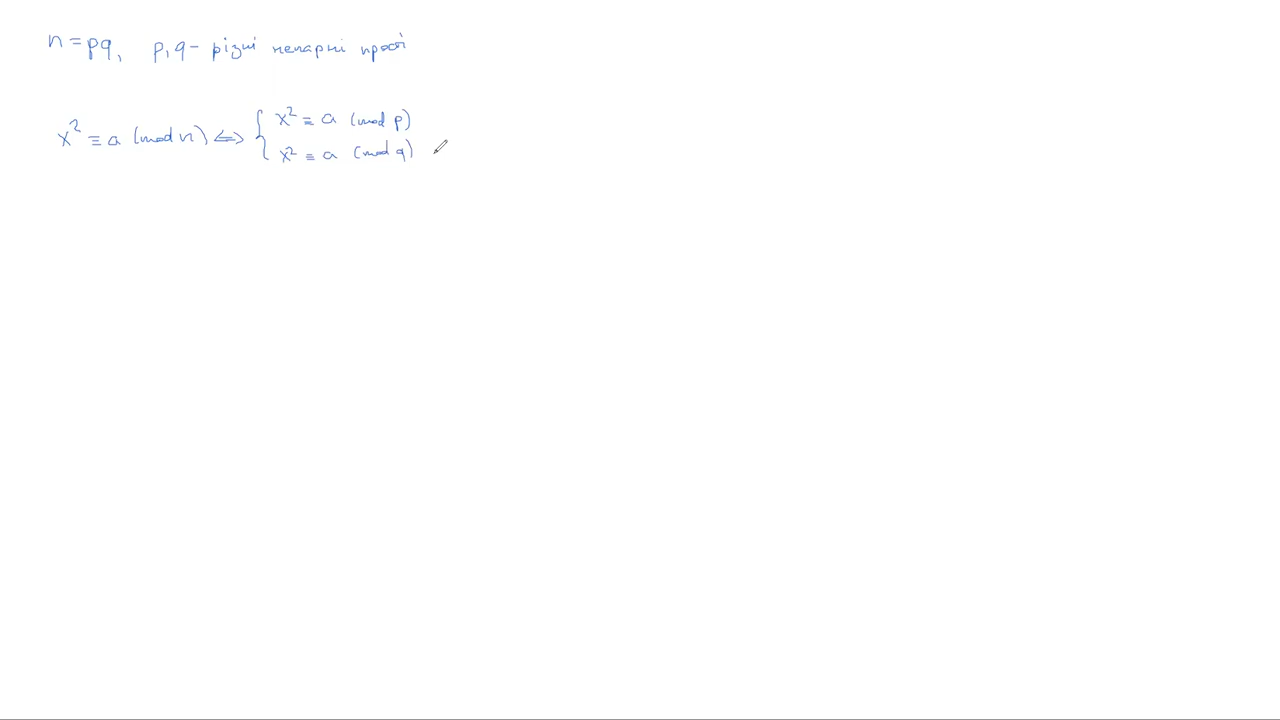 n = pq, p, q – різні непарні прості
x² ≡ a (mod n) ⇔ { x² ≡ a (mod p)
x² ≡ a (mod q)